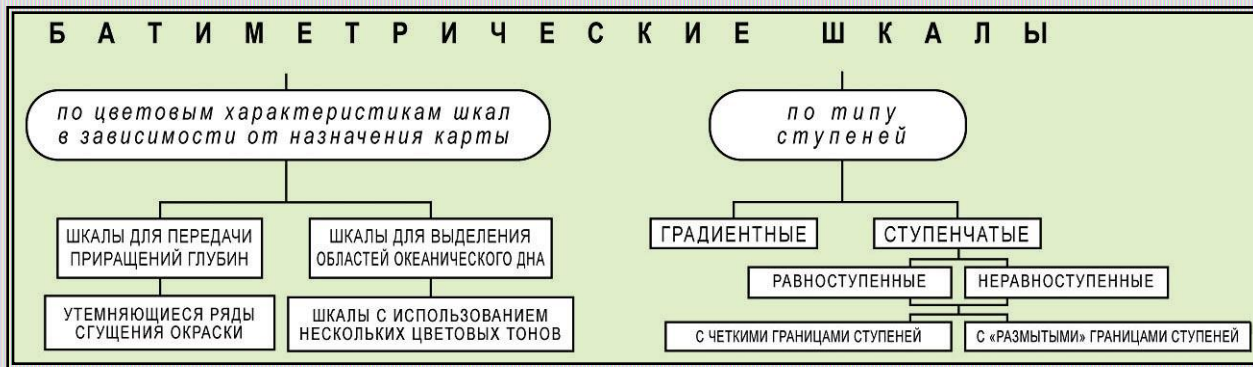 БАТИМЕТРИЧЕСКИЕ ШКАЛЫ
по цветовым характеристикам шкал
в зависимости от назначения карты
по типу
ступеней
ШКАЛЫ ДЛЯ ПЕРЕДАЧИ
ПРИРАЩЕНИЙ ГЛУБИН
ШКАЛЫ ДЛЯ ВЫДЕЛЕНИЯ
ОБЛАСТЕЙ ОКЕАНИЧЕСКОГО ДНА
ГРАДИЕНТНЫЕ
СТУПЕНЧАТЫЕ
УТЕМНЯЮЩИЕСЯ РЯДЫ
СГУЩЕНИЯ ОКРАСКИ
ШКАЛЫ С ИСПОЛЬЗОВАНИЕМ
НЕСКОЛЬКИХ ЦВЕТОВЫХ ТОНОВ
РАВНОСТУПЕННЫЕ
НЕРАВНОСТУПЕННЫЕ
С ЧЕТКИМИ ГРАНИЦАМИ СТУПЕНЕЙ
С «РАЗМЫТЫМИ» ГРАНИЦАМИ СТУПЕНЕЙ